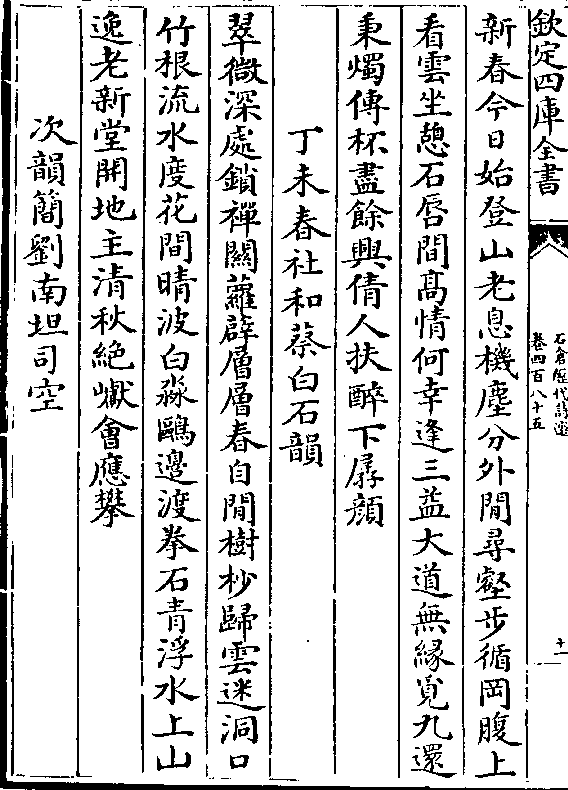 欽定四庫全書
石倉歷代詩選
卷四百八十五
十一
新春今日始登山老息機塵分外閒尋壑步循岡腹上
看雲坐憩石唇間高情何幸逢三益大道無緣覓九還
秉燭傳杯盡餘興倩人扶醉下孱顔
丁未春社和蔡白石韻
翠微深處鎖禪關蘿薜層層春自閒樹杪歸雲迷洞口
竹根流水度花間晴波白淼鷗邊渡拳石青浮水上山
逸老新堂開地主清秋絶巘會應攀
次韻簡劉南坦司空